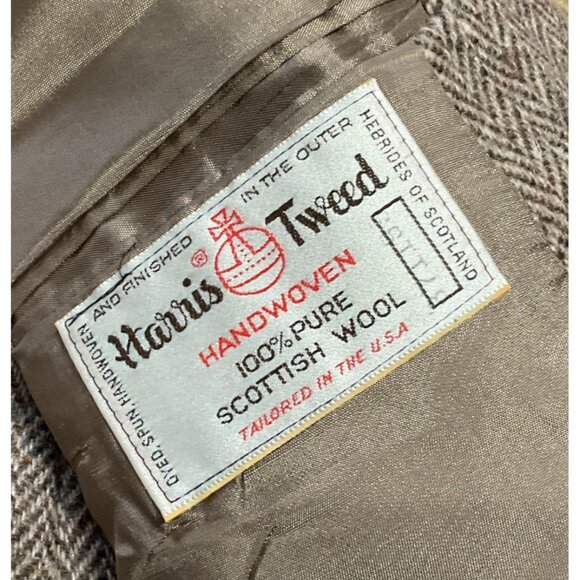 DYED, SPUN, HANDWOVEN AND FINISHED IN THE OUTER HEBRIDES OF SCOTLAND
Harris Tweed
®
HANDWOVEN
100% PURE
SCOTTISH WOOL
TAILORED IN THE U.S.A